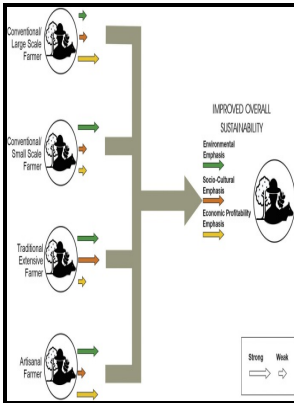 Conventional/
Large Scale
Farmer
Conventional/
Small Scale
Farmer
Traditional
Extensive
Farmer
Artisanal
Farmer
IMPROVED OVERALL
SUSTAINABILITY
Environmental
Emphasis
Socio-Cultural
Emphasis
Economic Profitability
Emphasis
Strong Weak